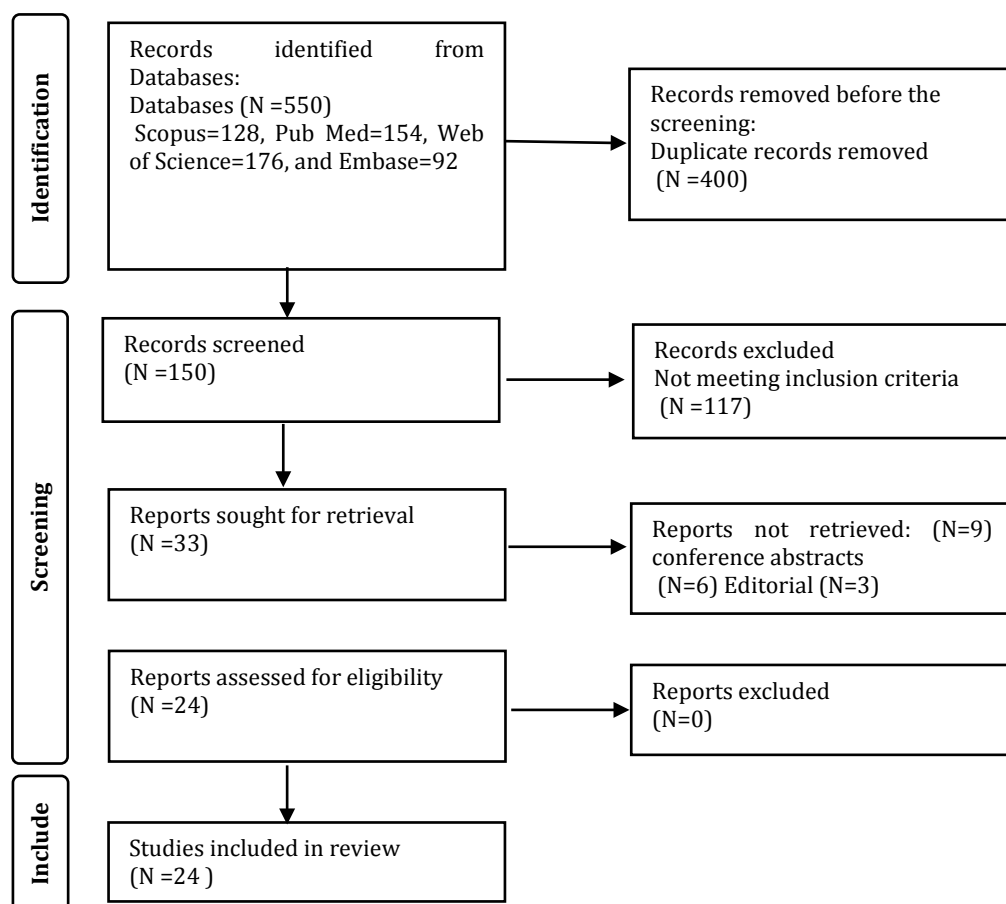 Identification
Records identified from
Databases:
Databases (N =550)
Scopus=128, Pub Med=154, Web
of Science=176, and Embase=92
Records removed before the
screening:
Duplicate records removed
(N =400)
Screening
Records screened
(N =150)
Records excluded
Not meeting inclusion criteria
(N =117)
Reports sought for retrieval
(N =33)
Reports not retrieved: (N=9)
conference abstracts
(N=6) Editorial (N=3)
Reports assessed for eligibility
(N =24)
Reports excluded
(N=0)
Include
Studies included in review
(N =24 )